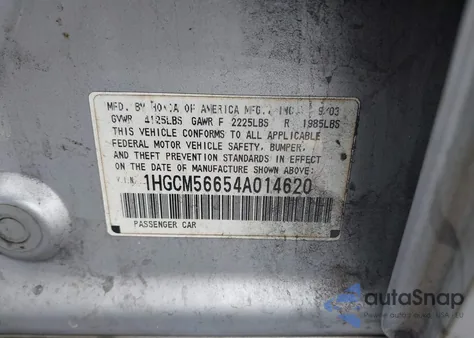 MFD. BY HONDA OF AMERICA MFG., INC. 9/03
GVWR 4125LBS GAWR F 2225LBS R 1985LBS
THIS VEHICLE CONFORMS TO ALL APPLICABLE
FEDERAL MOTOR VEHICLE SAFETY, BUMPER,
AND THEFT PREVENTION STANDARDS IN EFFECT
ON THE DATE OF MANUFACTURE SHOWN ABOVE.
V.I.N. 1HGCM56654A014620
PASSENGER CAR
autoSnap